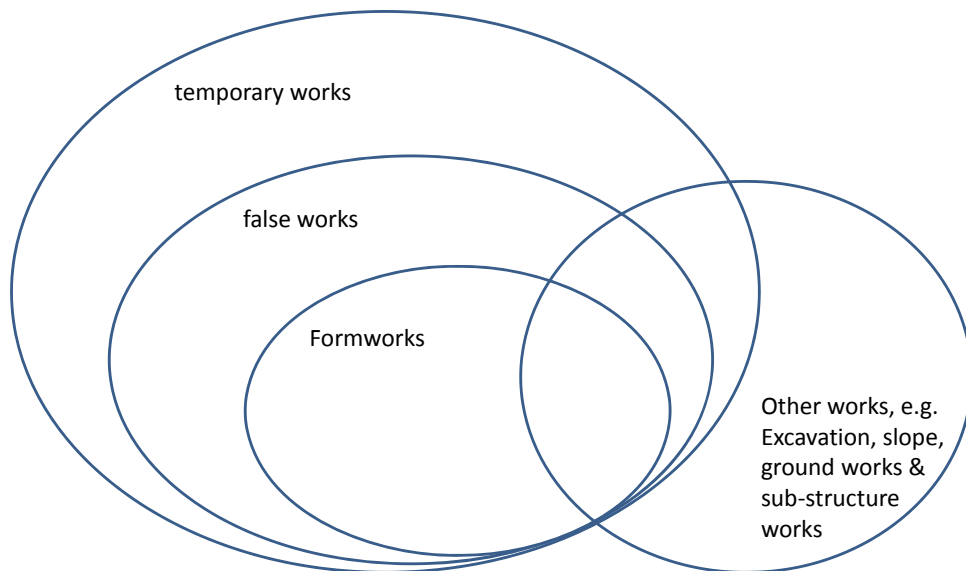 temporary works
false works
Formworks
Other works, e.g.
Excavation, slope,
ground works &
sub-structure
works